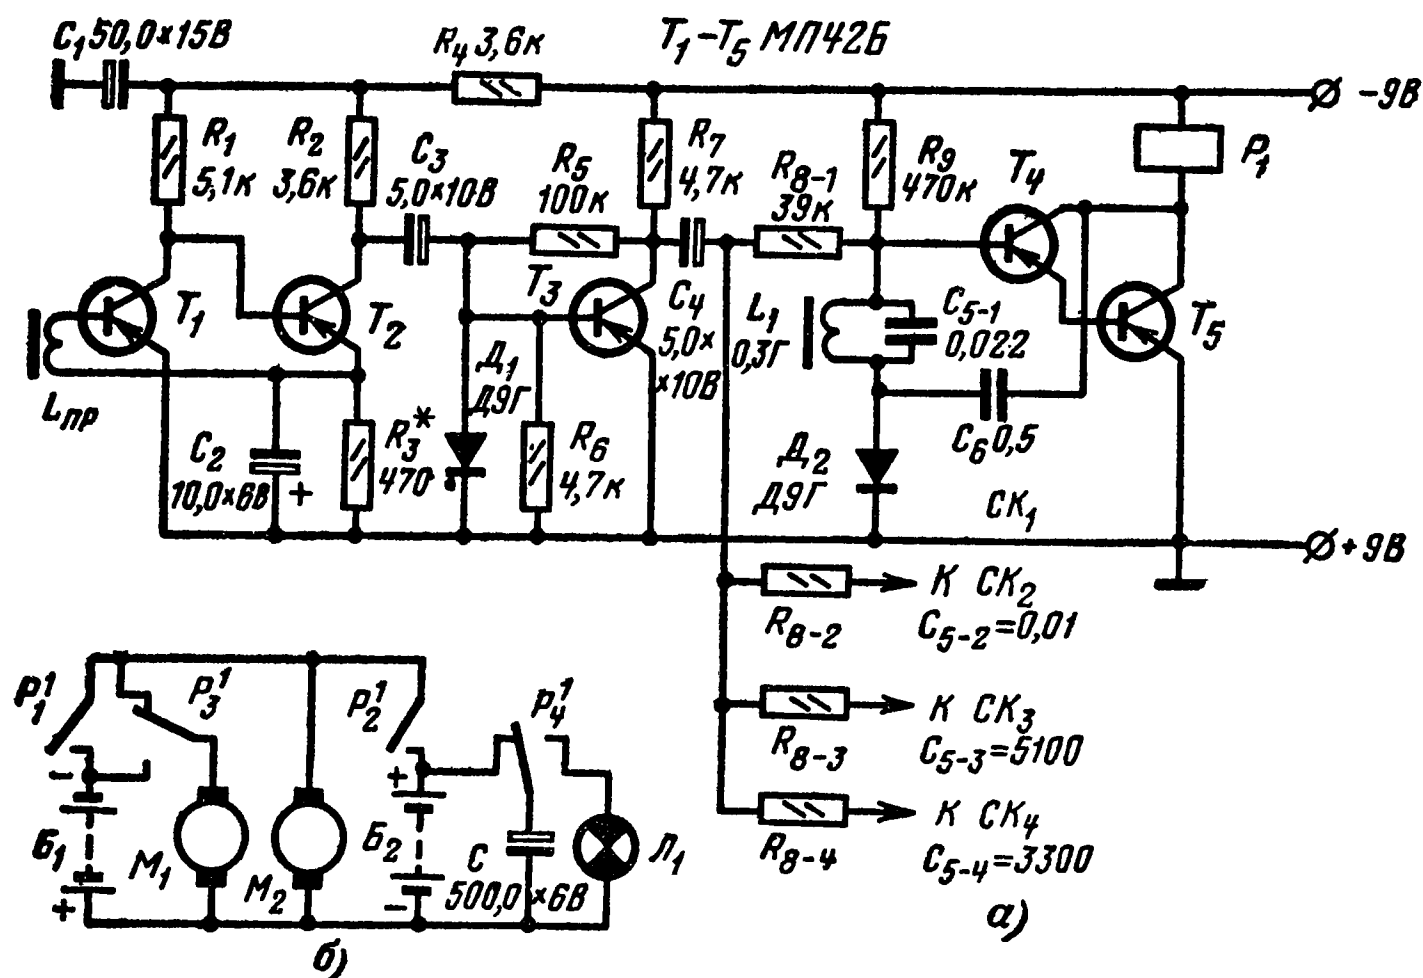 C1 50,0×15В
R4 3,6к
T1–T5 МП42Б
–9В
R1
5,1к
R2
3,6к
C3
5,0×10В
R5
100к
R7
4,7к
R8-1
39к
R9
470к
T4
P1
T1
T2
T3
C4
5,0×
×10В
L1
0,3Г
C5-1
0,022
T5
Lпр
C2
10,0×6В
+
R3*
470
Д1
Д9Г
R6
4,7к
Д2
Д9Г
C6 0,5
СК1
+9В
R8-2
К СК2
C5-2=0,01
R8-3
К СК3
C5-3=5100
R8-4
К СК4
C5-4=3300
а)
P1¹
P3¹
P2¹
P4¹
–
+
Б1
+
M1
M2
Б2
–
C
500,0×6В
Л1
б)